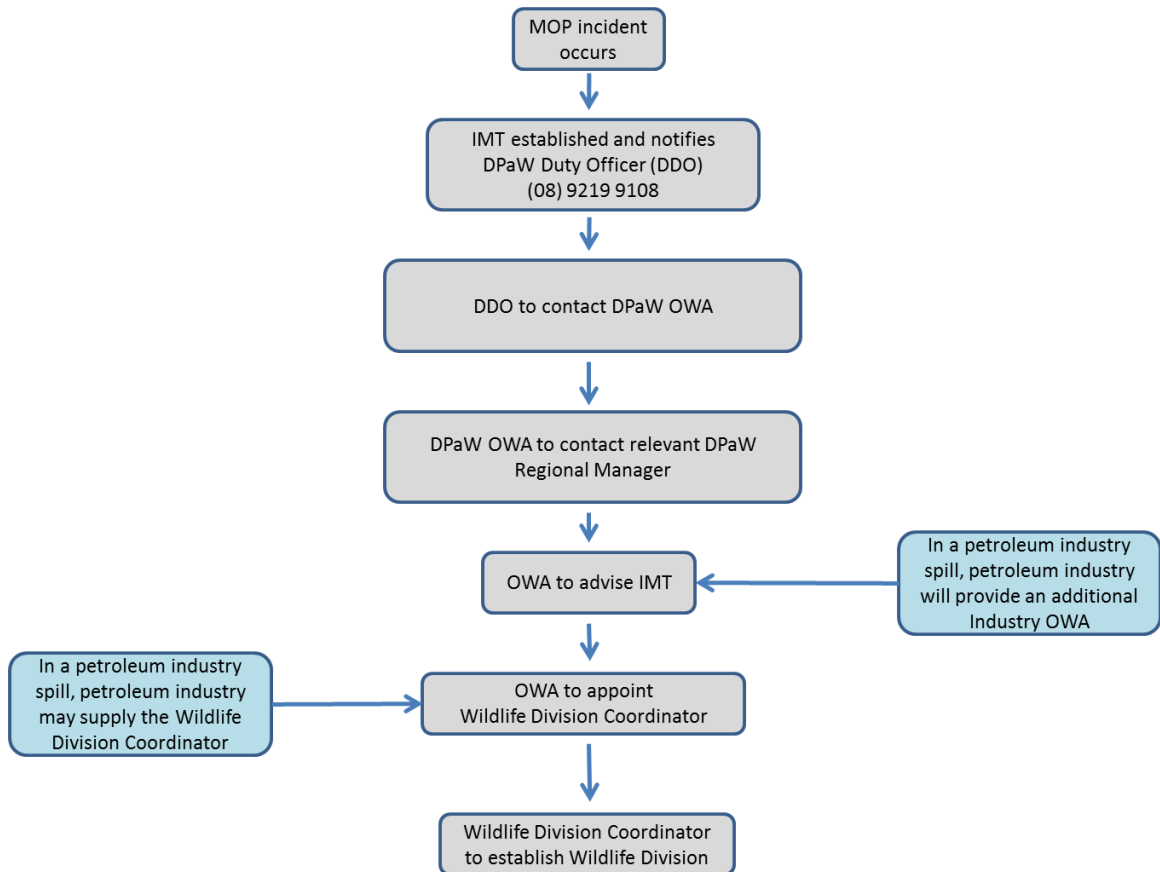 MOP incident
occurs
IMT established and notifies
DPaW Duty Officer (DDO)
(08) 9219 9108
DDO to contact DPaW OWA
DPaW OWA to contact relevant DPaW
Regional Manager
OWA to advise IMT
In a petroleum industry
spill, petroleum industry
will provide an additional
Industry OWA
In a petroleum industry
spill, petroleum industry
may supply the Wildlife
Division Coordinator
OWA to appoint
Wildlife Division Coordinator
Wildlife Division Coordinator
to establish Wildlife Division